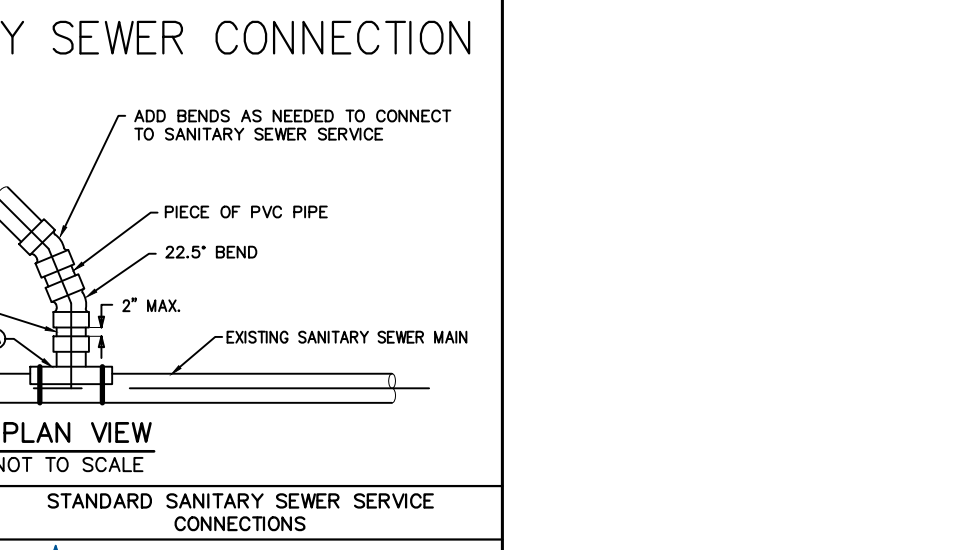 Y SEWER CONNECTION
ADD BENDS AS NEEDED TO CONNECT
TO SANITARY SEWER SERVICE
PIECE OF PVC PIPE
22.5° BEND
2" MAX.
EXISTING SANITARY SEWER MAIN
PLAN VIEW
NOT TO SCALE
STANDARD SANITARY SEWER SERVICE
CONNECTIONS